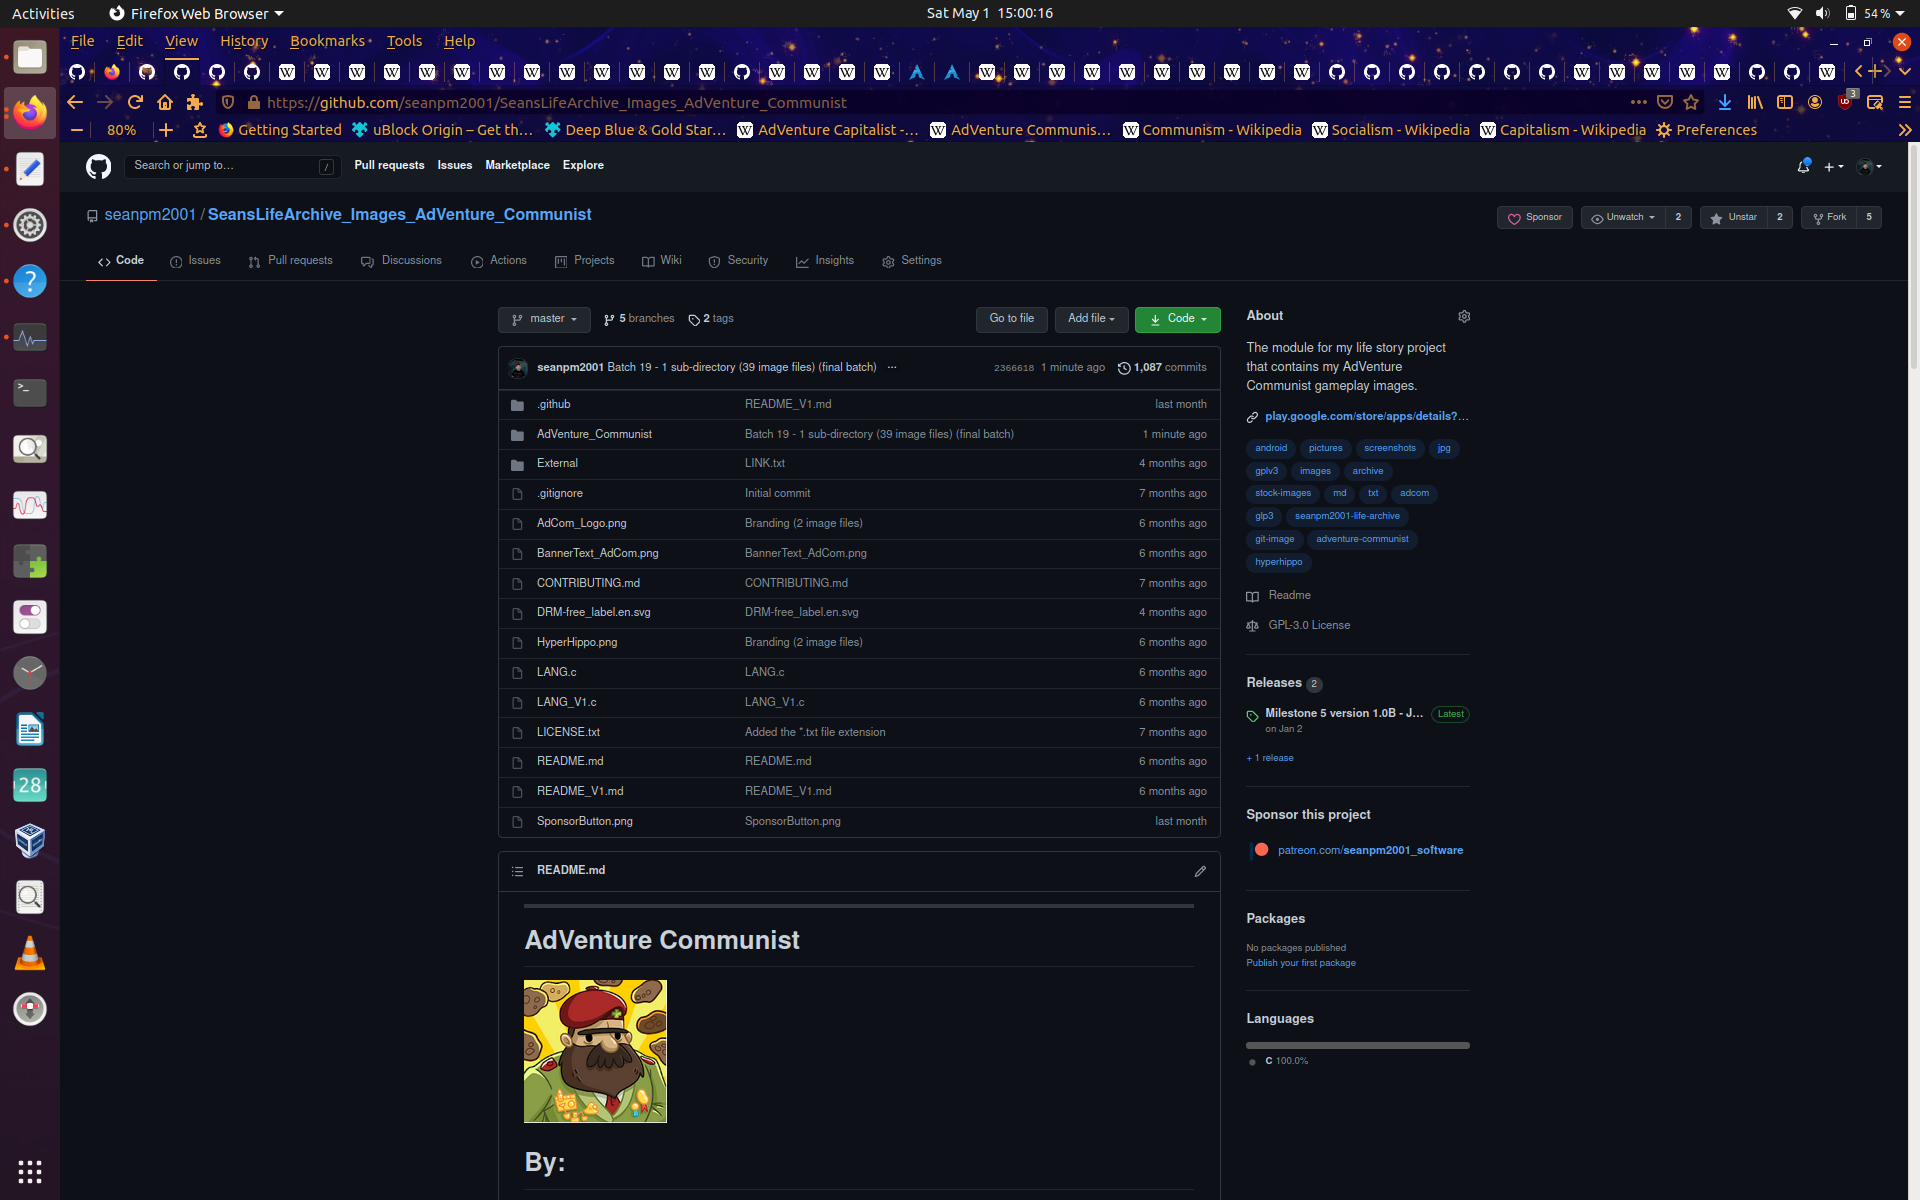 Activities Firefox Web Browser Sat May 1 15:00:16 54 %
File Edit View History Bookmarks Tools Help
https://github.com/seanpm2001/SeansLifeArchive_Images_AdVenture_Communist 3
80% Getting Started uBlock Origin – Get th… Deep Blue & Gold Star… AdVenture Capitalist -… AdVenture Communis… Communism - Wikipedia Socialism - Wikipedia Capitalism - Wikipedia Preferences
Search or jump to… / Pull requests Issues Marketplace Explore
seanpm2001 / SeansLifeArchive_Images_AdVenture_Communist Sponsor Unwatch 2 Unstar 2 Fork 5
Code Issues Pull requests Discussions Actions Projects Wiki Security Insights Settings
master 5 branches 2 tags Go to file Add file Code
seanpm2001 Batch 19 - 1 sub-directory (39 image files) (final batch) ... 2366618 1 minute ago 1,087 commits
.github README_V1.md last month
AdVenture_Communist Batch 19 - 1 sub-directory (39 image files) (final batch) 1 minute ago
External LINK.txt 4 months ago
.gitignore Initial commit 7 months ago
AdCom_Logo.png Branding (2 image files) 6 months ago
BannerText_AdCom.png BannerText_AdCom.png 6 months ago
CONTRIBUTING.md CONTRIBUTING.md 7 months ago
DRM-free_label.en.svg DRM-free_label.en.svg 4 months ago
HyperHippo.png Branding (2 image files) 6 months ago
LANG.c LANG.c 6 months ago
LANG_V1.c LANG_V1.c 6 months ago
LICENSE.txt Added the *.txt file extension 7 months ago
README.md README.md 6 months ago
README_V1.md README_V1.md 6 months ago
SponsorButton.png SponsorButton.png last month
README.md
AdVenture Communist
By:
About
The module for my life story project
that contains my AdVenture
Communist gameplay images.
play.google.com/store/apps/details?…
android pictures screenshots jpg
gplv3 images archive
stock-images md txt adcom
glp3 seanpm2001-life-archive
git-image adventure-communist
hyperhippo
Readme
GPL-3.0 License
Releases 2
Milestone 5 version 1.0B - J… Latest
on Jan 2
+ 1 release
Sponsor this project
patreon.com/seanpm2001_software
Packages
No packages published
Publish your first package
Languages
C 100.0%
28